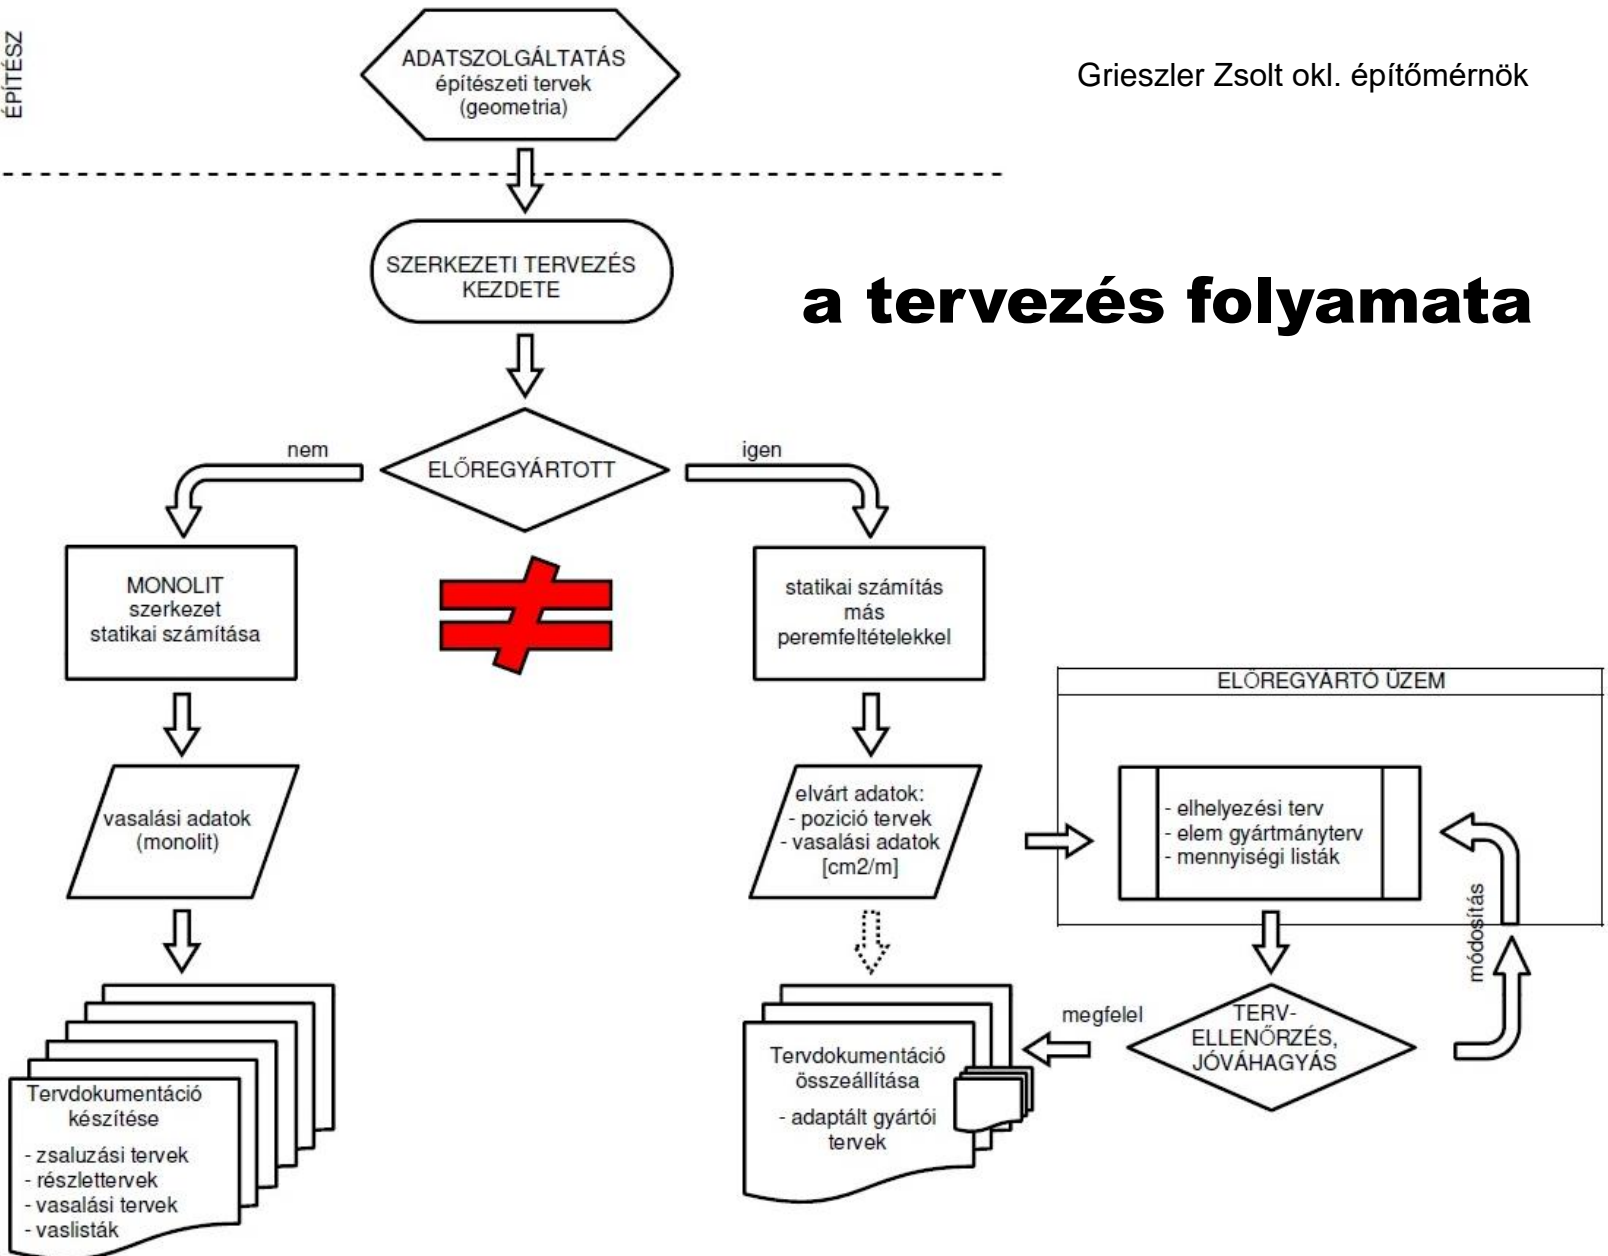 ÉPÍTÉSZ
ADATSZOLGÁLTATÁS
építészeti tervek
(geometria)
Grieszler Zsolt okl. építőmérnök
SZERKEZETI TERVEZÉS
KEZDETE
a tervezés folyamata
nem
ELŐREGYÁRTOTT
igen
MONOLIT
szerkezet
statikai számítása
statikai számítás
más
peremfeltételekkel
ELŐREGYÁRTÓ ÜZEM
vasalási adatok
(monolit)
elvárt adatok:
- pozició tervek
- vasalási adatok
[cm2/m]
- elhelyezési terv
- elem gyártmányterv
- mennyiségi listák
módosítás
megfelel
TERV-
ELLENŐRZÉS,
JÓVÁHAGYÁS
Tervdokumentáció
készítése
- zsaluzási tervek
- részlettervek
- vasalási tervek
- vaslisták
Tervdokumentáció
összeállítása
- adaptált gyártói
tervek